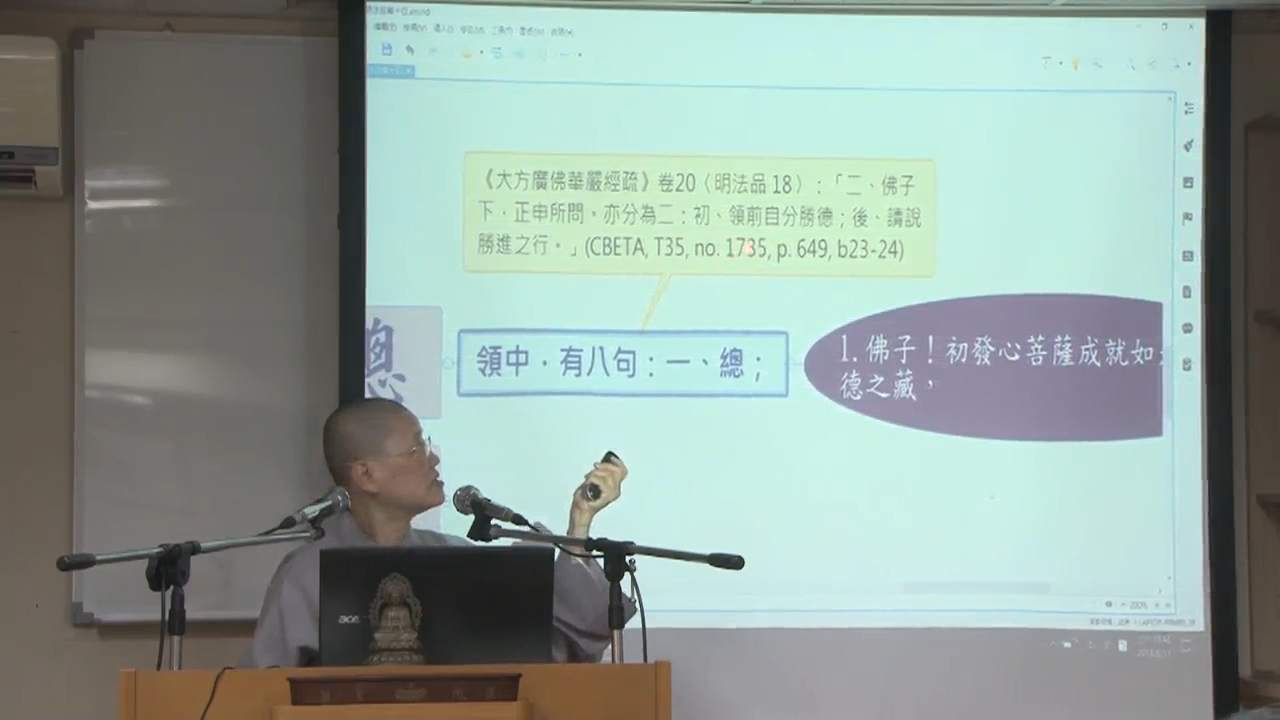 《大方廣佛華嚴經疏》卷20〈明法品 18〉:「二、佛子
下,正申所問。亦分為二:初、領前自分勝德;後、請說
勝進之行。」(CBETA, T35, no. 1735, p. 649, b23-24)
總
領中,有八句:一、總;
1. 佛子!初發心菩薩成就如
德之藏,
acer
200%